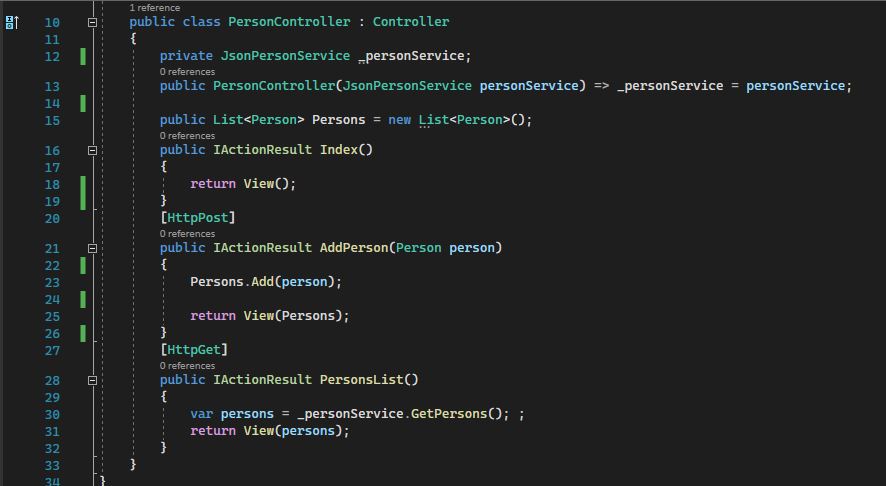 1 reference
10 public class PersonController : Controller
11 {
12 private JsonPersonService _personService;
0 references
13 public PersonController(JsonPersonService personService) => _personService = personService;
14
15 public List<Person> Persons = new List<Person>();
0 references
16 public IActionResult Index()
17 {
18 return View();
19 }
20 [HttpPost]
0 references
21 public IActionResult AddPerson(Person person)
22 {
23 Persons.Add(person);
24
25 return View(Persons);
26 }
27 [HttpGet]
0 references
28 public IActionResult PersonsList()
29 {
30 var persons = _personService.GetPersons(); ;
31 return View(persons);
32 }
33 }
34 }